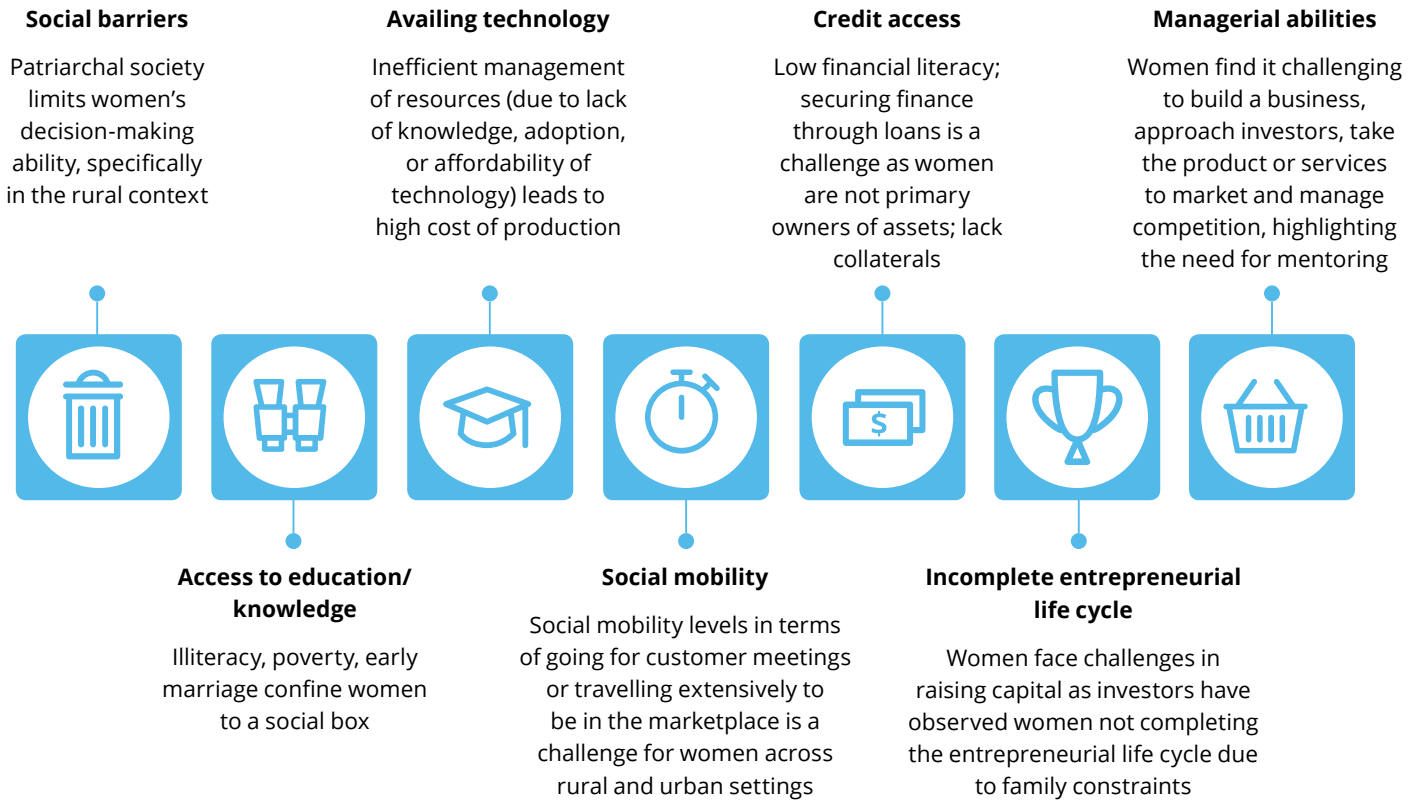 Social barriers
Patriarchal society
limits women’s
decision-making
ability, specifically
in the rural context
Availing technology
Inefficient management
of resources (due to lack
of knowledge, adoption,
or affordability of
technology) leads to
high cost of production
Credit access
Low financial literacy;
securing finance
through loans is a
challenge as women
are not primary
owners of assets; lack
collaterals
Managerial abilities
Women find it challenging
to build a business,
approach investors, take
the product or services
to market and manage
competition, highlighting
the need for mentoring
$
Access to education/
knowledge
Illiteracy, poverty, early
marriage confine women
to a social box
Social mobility
Social mobility levels in terms
of going for customer meetings
or travelling extensively to
be in the marketplace is a
challenge for women across
rural and urban settings
Incomplete entrepreneurial
life cycle
Women face challenges in
raising capital as investors have
observed women not completing
the entrepreneurial life cycle due
to family constraints